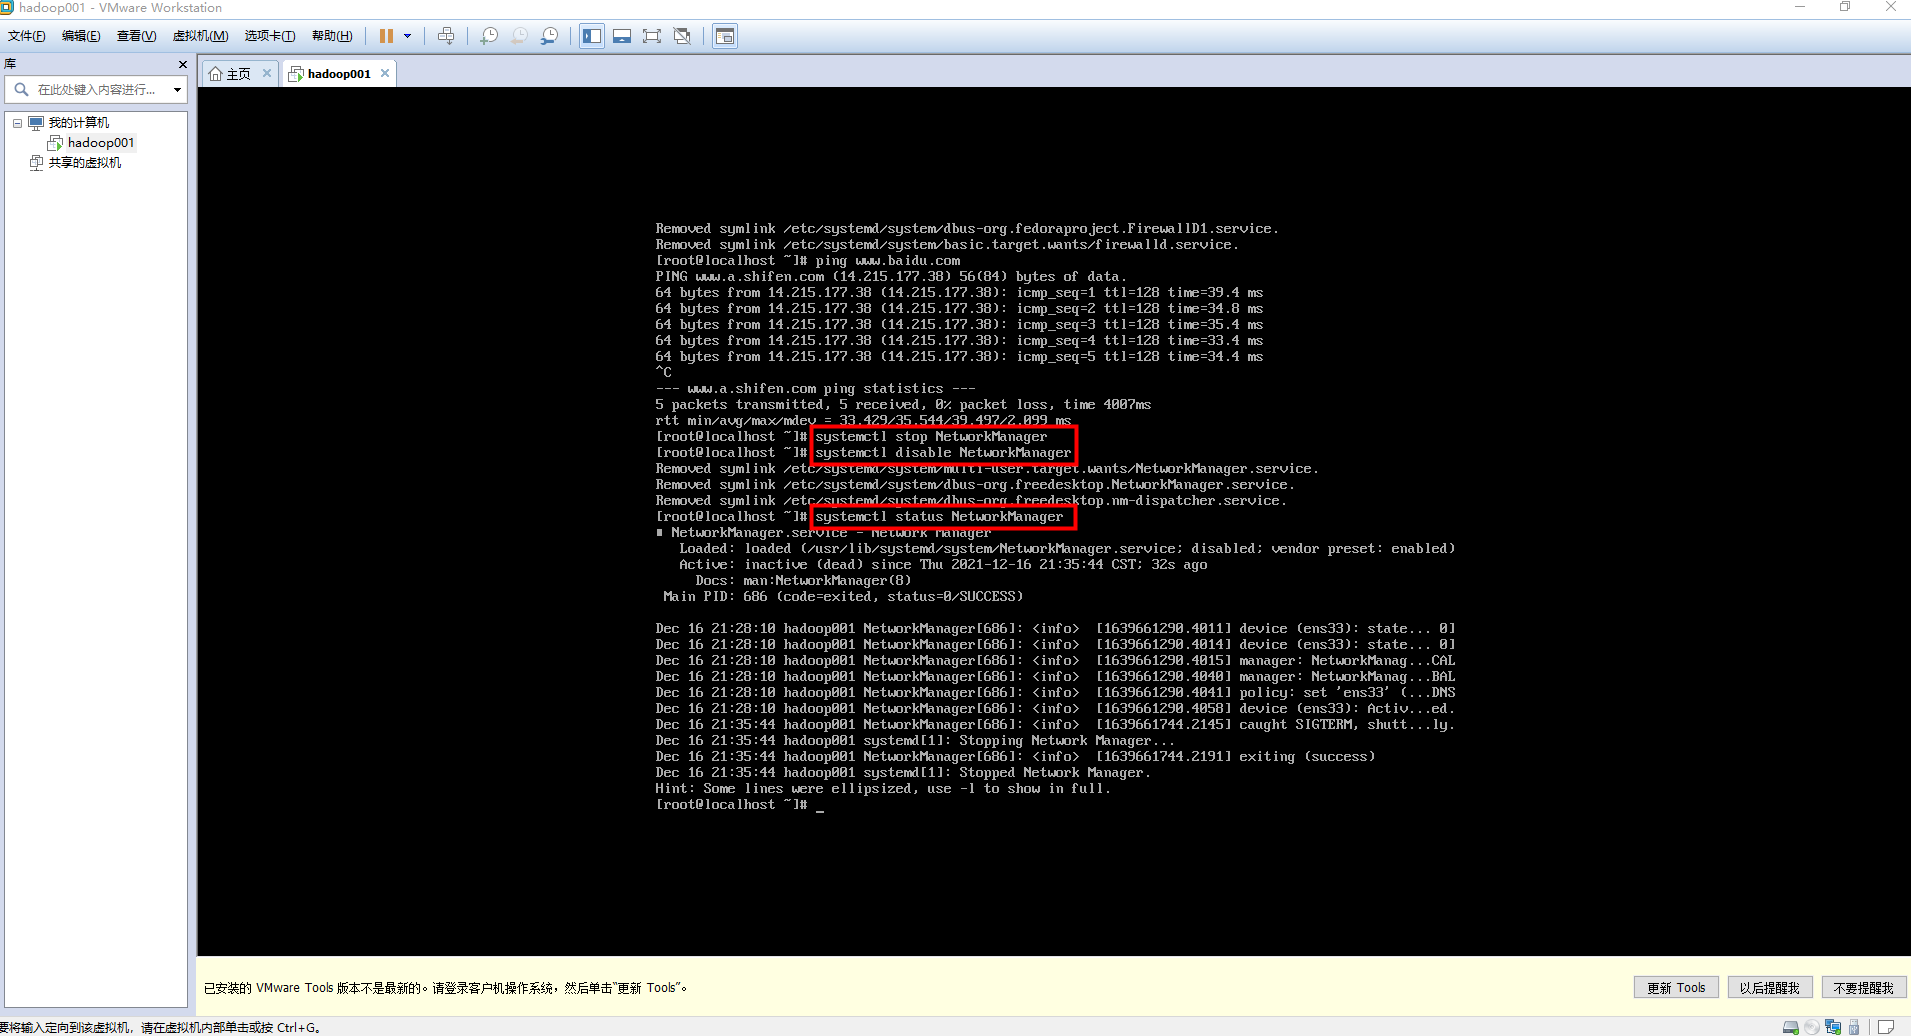 hadoop001 - VMware Workstation
文件(F) 编辑(E) 查看(V) 虚拟机(M) 选项卡(T) 帮助(H)
库
主页 hadoop001
在此处键入内容进行...
我的计算机
hadoop001
共享的虚拟机
Removed symlink /etc/systemd/system/dbus-org.fedoraproject.FirewallD1.service.
Removed symlink /etc/systemd/system/basic.target.wants/firewalld.service.
[root@localhost ~]# ping www.baidu.com
PING www.a.shifen.com (14.215.177.38) 56(84) bytes of data.
64 bytes from 14.215.177.38 (14.215.177.38): icmp_seq=1 ttl=128 time=39.4 ms
64 bytes from 14.215.177.38 (14.215.177.38): icmp_seq=2 ttl=128 time=34.8 ms
64 bytes from 14.215.177.38 (14.215.177.38): icmp_seq=3 ttl=128 time=35.4 ms
64 bytes from 14.215.177.38 (14.215.177.38): icmp_seq=4 ttl=128 time=33.4 ms
64 bytes from 14.215.177.38 (14.215.177.38): icmp_seq=5 ttl=128 time=34.4 ms
^C
--- www.a.shifen.com ping statistics ---
5 packets transmitted, 5 received, 0% packet loss, time 4007ms
rtt min/avg/max/mdev = 33.429/35.544/39.497/2.099 ms
[root@localhost ~]# systemctl stop NetworkManager
[root@localhost ~]# systemctl disable NetworkManager
Removed symlink /etc/systemd/system/multi-user.target.wants/NetworkManager.service.
Removed symlink /etc/systemd/system/dbus-org.freedesktop.NetworkManager.service.
Removed symlink /etc/systemd/system/dbus-org.freedesktop.nm-dispatcher.service.
[root@localhost ~]# systemctl status NetworkManager
NetworkManager.service - Network Manager
Loaded: loaded (/usr/lib/systemd/system/NetworkManager.service; disabled; vendor preset: enabled)
Active: inactive (dead) since Thu 2021-12-16 21:35:44 CST; 32s ago
Docs: man:NetworkManager(8)
Main PID: 686 (code=exited, status=0/SUCCESS)
Dec 16 21:28:10 hadoop001 NetworkManager[686]: <info>  [1639661290.4011] device (ens33): state... 0]
Dec 16 21:28:10 hadoop001 NetworkManager[686]: <info>  [1639661290.4014] device (ens33): state... 0]
Dec 16 21:28:10 hadoop001 NetworkManager[686]: <info>  [1639661290.4015] manager: NetworkManag...CAL
Dec 16 21:28:10 hadoop001 NetworkManager[686]: <info>  [1639661290.4040] manager: NetworkManag...BAL
Dec 16 21:28:10 hadoop001 NetworkManager[686]: <info>  [1639661290.4041] policy: set 'ens33' (...DNS
Dec 16 21:28:10 hadoop001 NetworkManager[686]: <info>  [1639661290.4058] device (ens33): Activ...ed.
Dec 16 21:35:44 hadoop001 NetworkManager[686]: <info>  [1639661744.2145] caught SIGTERM, shutt...ly.
Dec 16 21:35:44 hadoop001 systemd[1]: Stopping Network Manager...
Dec 16 21:35:44 hadoop001 NetworkManager[686]: <info>  [1639661744.2191] exiting (success)
Dec 16 21:35:44 hadoop001 systemd[1]: Stopped Network Manager.
Hint: Some lines were ellipsized, use -l to show in full.
[root@localhost ~]# _
已安装的 VMware Tools 版本不是最新的。请登录客户机操作系统，然后单击“更新 Tools”。
更新 Tools 以后提醒我 不要提醒我
要将输入定向到该虚拟机，请在虚拟机内部单击或按 Ctrl+G。